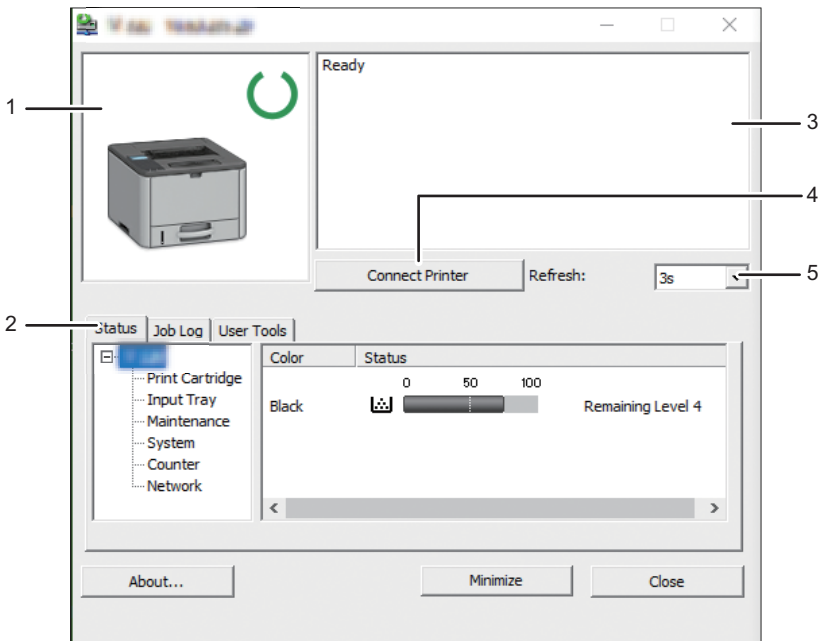 Ready
1
3
4
Connect Printer
Refresh:
3s
5
2
Status
Job Log
User Tools
Color
Status
Print Cartridge
Input Tray
Maintenance
System
Counter
Network
0 50 100
Black
Remaining Level 4
About...
Minimize
Close